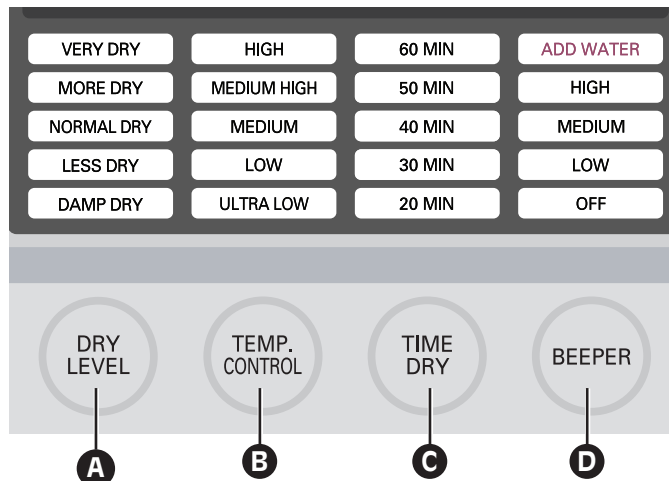 VERY DRY HIGH 60 MIN ADD WATER
MORE DRY MEDIUM HIGH 50 MIN HIGH
NORMAL DRY MEDIUM 40 MIN MEDIUM
LESS DRY LOW 30 MIN LOW
DAMP DRY ULTRA LOW 20 MIN OFF
DRY
LEVEL
TEMP.
CONTROL
TIME
DRY
BEEPER
A B C D